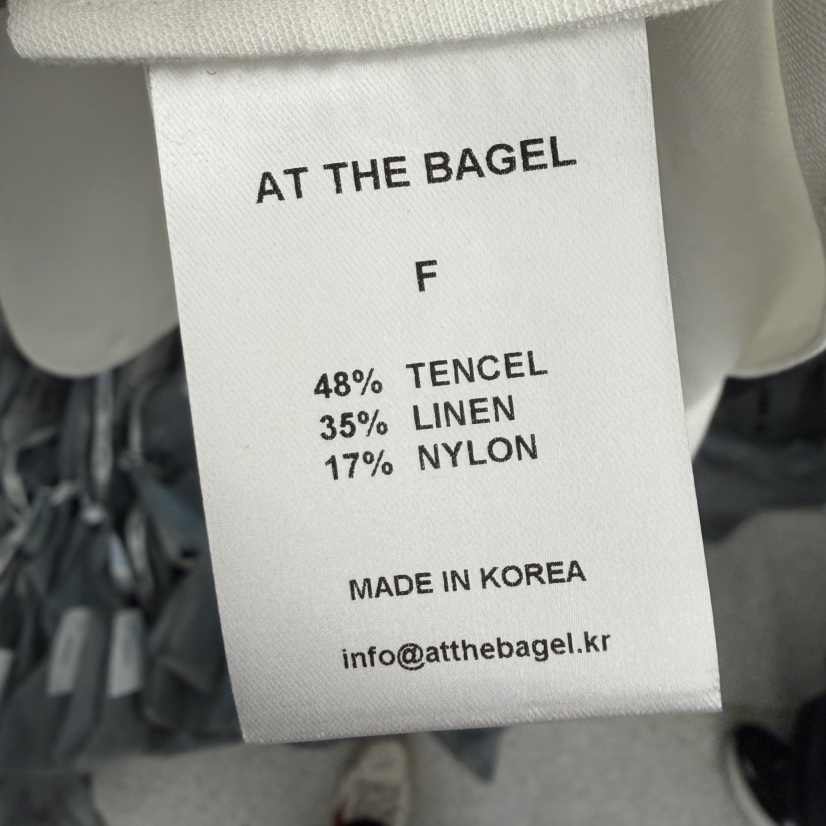 AT THE BAGEL
F
48% TENCEL
35% LINEN
17% NYLON
MADE IN KOREA
info@atthebagel.kr